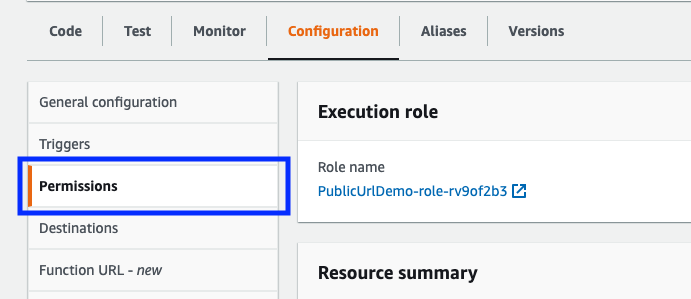 Code Test Monitor Configuration Aliases Versions
General configuration
Triggers
Permissions
Destinations
Function URL - new
Execution role
Role name
PublicUrlDemo-role-rv9of2b3
Resource summary